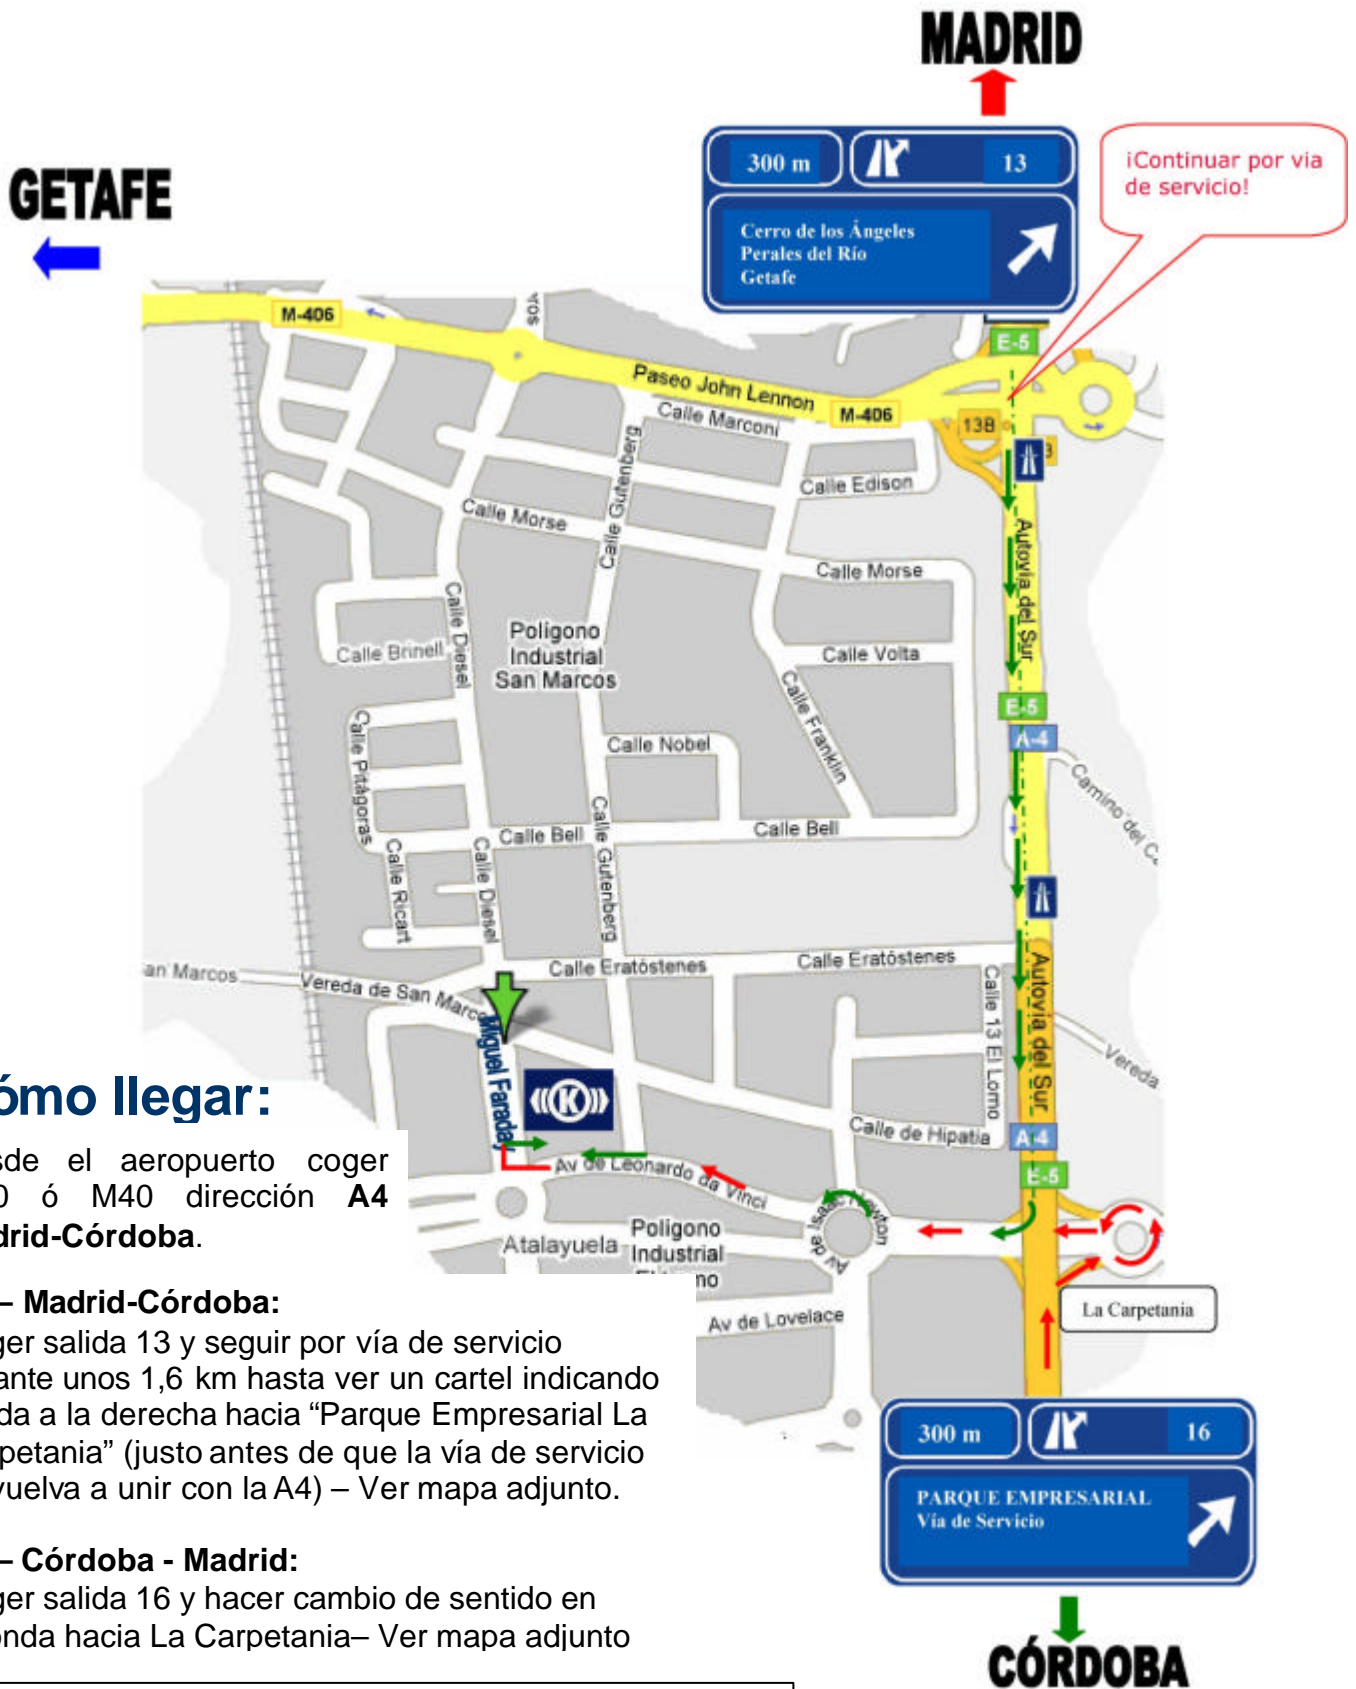 MADRID
300 m
13
Cerro de los Ángeles
Perales del Río
Getafe
¡Continuar por via
de servicio!
GETAFE
M-406
E-5
Paseo John Lennon
M-406
Calle Marconi
13B
Calle Gutenberg
Calle Edison
Calle Morse
Calle Morse
Autovía del Sur
Calle Diesel
Calle Brinell
Polígono
Industrial
San Marcos
Calle Volta
Calle Franklin
E-5
A-4
Calle Pitágoras
Calle Nobel
Camino del C
Calle Bell
Calle Bell
Calle Ricart
Calle Diesel
Calle Gutenberg
an Marcos
Vereda de San Marco
Calle Eratóstenes
Calle Eratóstenes
Calle 13 El Lomo
Autovía del Sur
Vereda
Miguel Faraday
K
Calle de Hipatia
A-4
E-5
Av de Leonardo da Vinci
Av de Isaac Newton
Atalayuela
Polígono
Industrial
mo
Av de Lovelace
La Carpetania
ómo llegar:
sde el aeropuerto coger
0 ó M40 dirección A4
drid-Córdoba.
– Madrid-Córdoba:
ger salida 13 y seguir por vía de servicio
ante unos 1,6 km hasta ver un cartel indicando
da a la derecha hacia “Parque Empresarial La
petania” (justo antes de que la vía de servicio
vuelva a unir con la A4) – Ver mapa adjunto.
– Córdoba - Madrid:
ger salida 16 y hacer cambio de sentido en
onda hacia La Carpetania– Ver mapa adjunto
300 m
16
PARQUE EMPRESARIAL
Vía de Servicio
CÓRDOBA